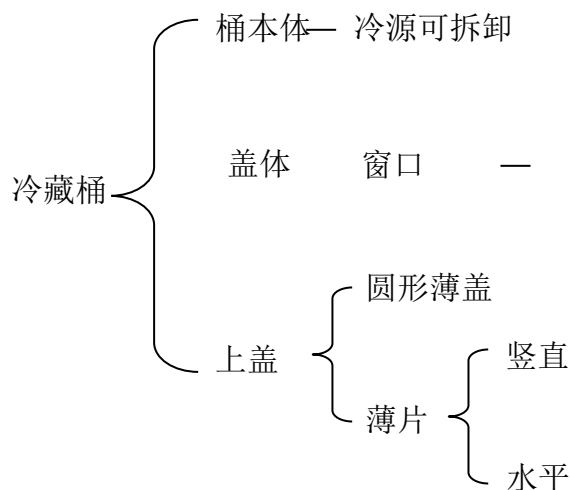 桶本体— 冷源可拆卸
盖体 窗口 —
冷藏桶
圆形薄盖
上盖
竖直
薄片
水平